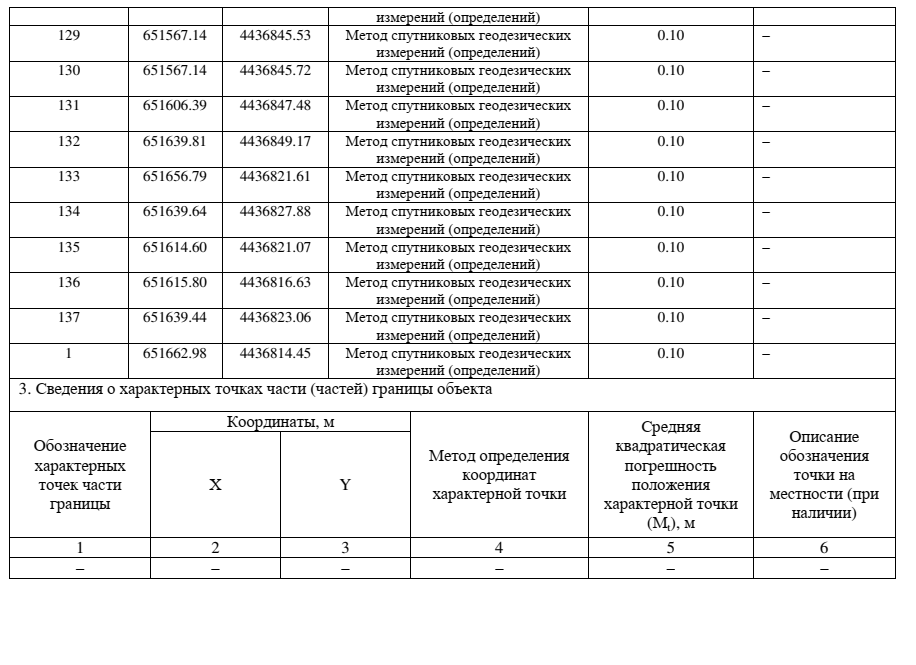 измерений (определений)
129 651567.14 4436845.53 Метод спутниковых геодезических 0.10 –
измерений (определений)
130 651567.14 4436845.72 Метод спутниковых геодезических 0.10 –
измерений (определений)
131 651606.39 4436847.48 Метод спутниковых геодезических 0.10 –
измерений (определений)
132 651639.81 4436849.17 Метод спутниковых геодезических 0.10 –
измерений (определений)
133 651656.79 4436821.61 Метод спутниковых геодезических 0.10 –
измерений (определений)
134 651639.64 4436827.88 Метод спутниковых геодезических 0.10 –
измерений (определений)
135 651614.60 4436821.07 Метод спутниковых геодезических 0.10 –
измерений (определений)
136 651615.80 4436816.63 Метод спутниковых геодезических 0.10 –
измерений (определений)
137 651639.44 4436823.06 Метод спутниковых геодезических 0.10 –
измерений (определений)
1 651662.98 4436814.45 Метод спутниковых геодезических 0.10 –
измерений (определений)
3. Сведения о характерных точках части (частей) границы объекта
Обозначение
характерных
точек части
границы
Координаты, м
X
Y
Метод определения
координат
характерной точки
Средняя
квадратическая
погрешность
положения
характерной точки
(Mt), м
Описание
обозначения
точки на
местности (при
наличии)
1 2 3 4 5 6
– – – – – –